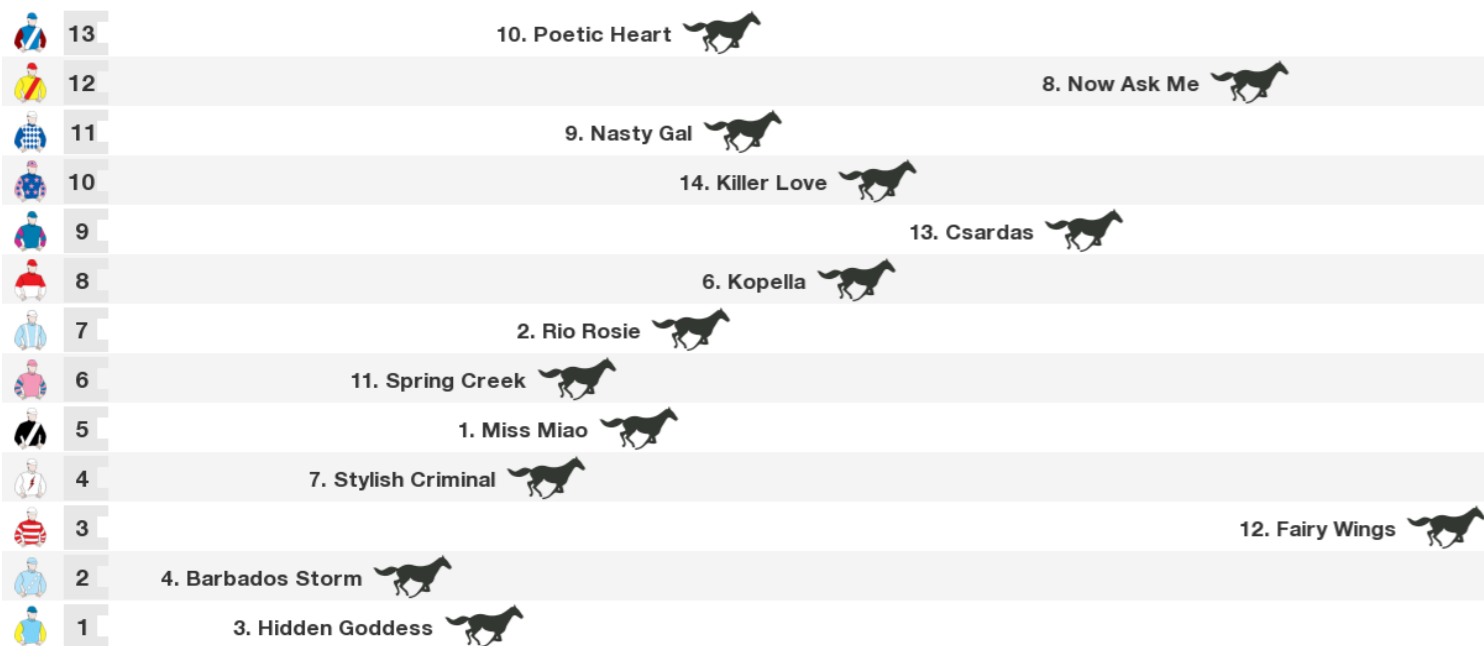 13 10. Poetic Heart
12 8. Now Ask Me
11 9. Nasty Gal
10 14. Killer Love
9 13. Csardas
8 6. Kopella
7 2. Rio Rosie
6 11. Spring Creek
5 1. Miss Miao
4 7. Stylish Criminal
3 12. Fairy Wings
2 4. Barbados Storm
1 3. Hidden Goddess